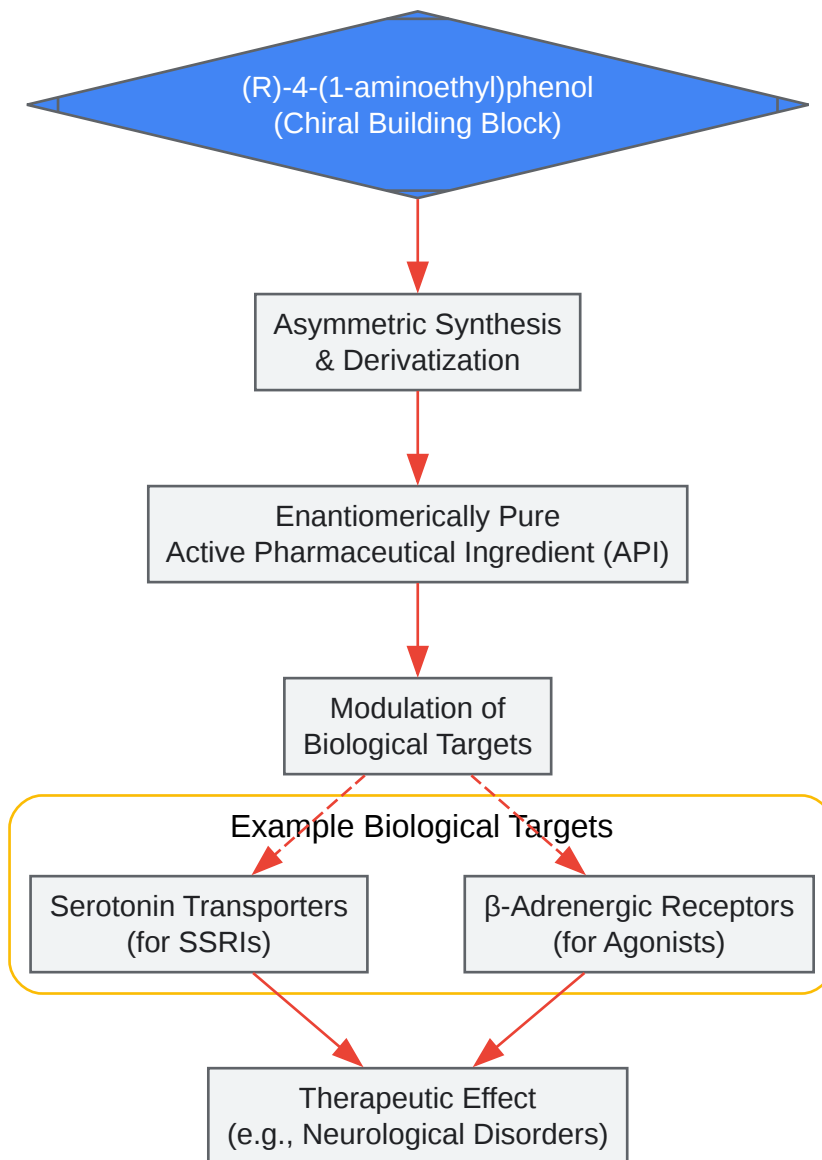 (R)-4-(1-aminoethyl)phenol
(Chiral Building Block)
Asymmetric Synthesis
& Derivatization
Enantiomerically Pure
Active Pharmaceutical Ingredient (API)
Modulation of
Biological Targets
Example Biological Targets
Serotonin Transporters
(for SSRIs)
β-Adrenergic Receptors
(for Agonists)
Therapeutic Effect
(e.g., Neurological Disorders)